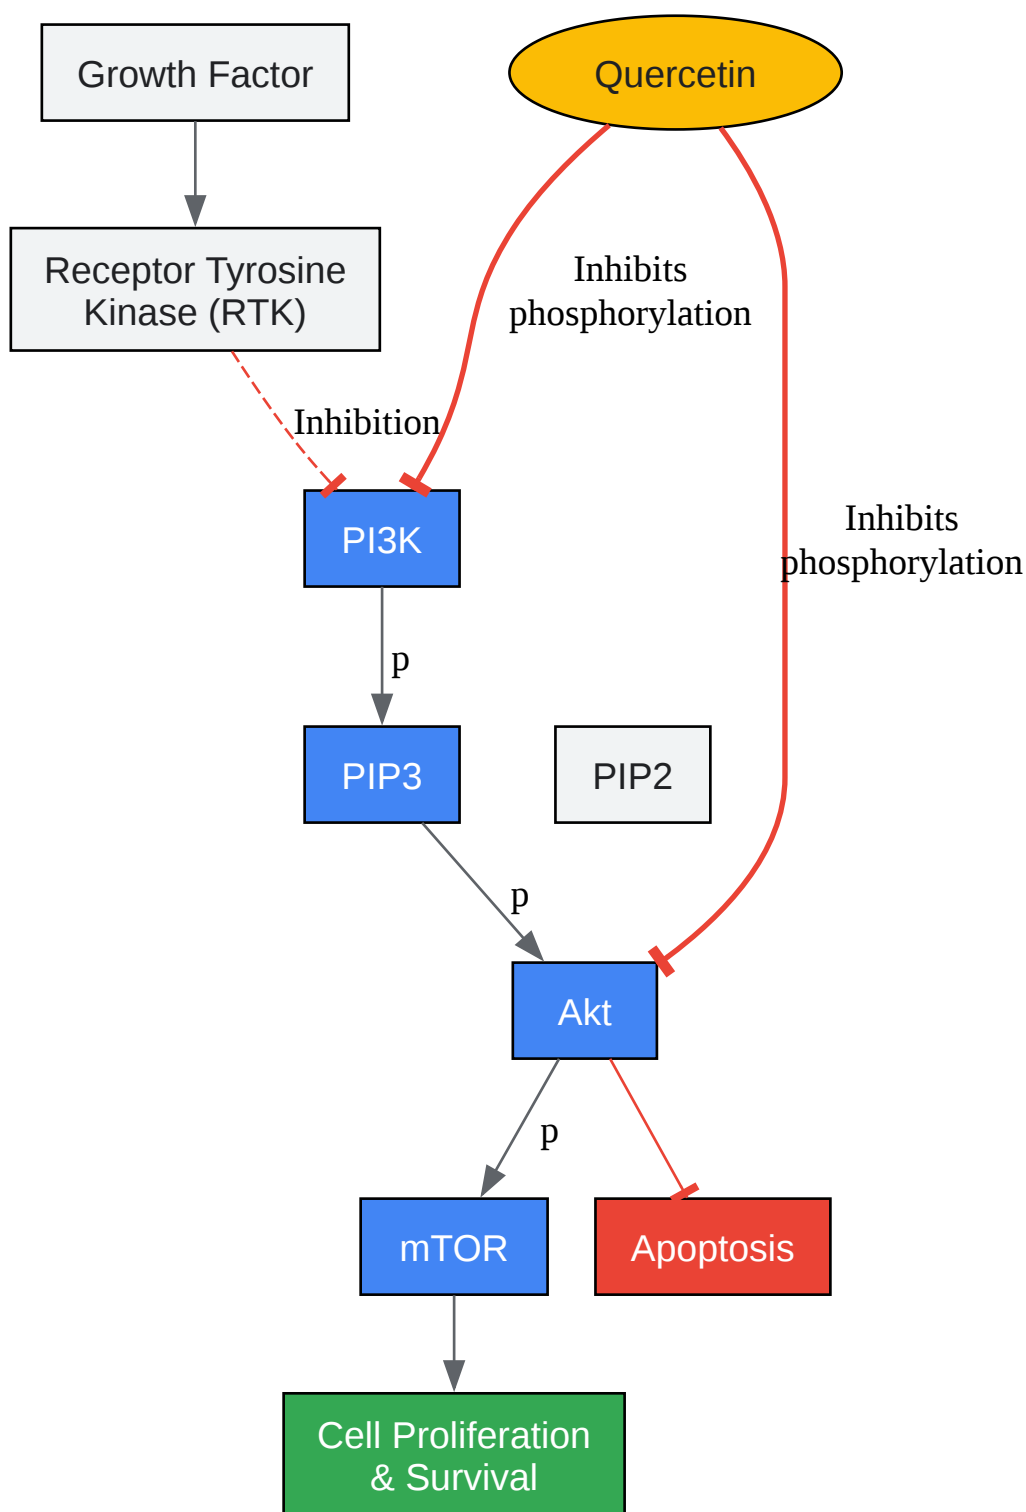 Growth Factor
Quercetin
Receptor Tyrosine
Kinase (RTK)
Inhibits
phosphorylation
Inhibition
PI3K
Inhibits
phosphorylation
p
PIP3
PIP2
p
Akt
p
mTOR
Apoptosis
Cell Proliferation
& Survival